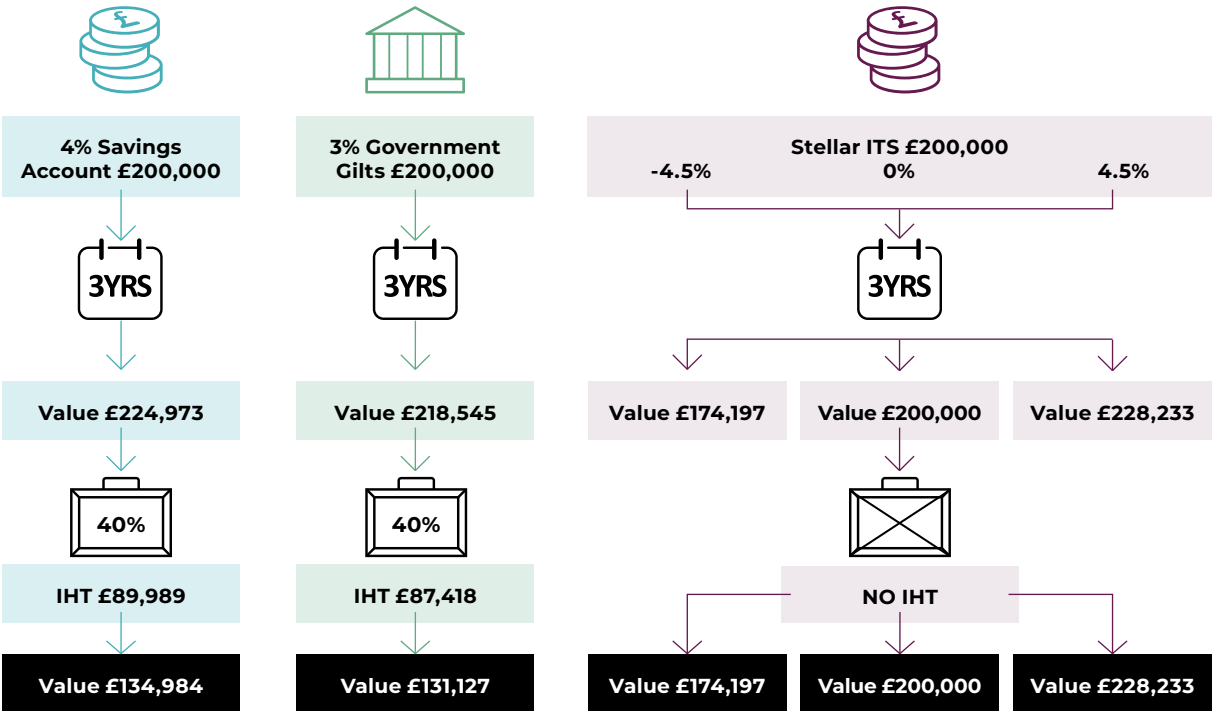 £
£
4% Savings
Account £200,000
3% Government
Gilts £200,000
Stellar ITS £200,000
-4.5% 0% 4.5%
3YRS
3YRS
3YRS
Value £224,973
Value £218,545
Value £174,197
Value £200,000
Value £228,233
40%
40%
IHT £89,989
IHT £87,418
NO IHT
Value £134,984
Value £131,127
Value £174,197
Value £200,000
Value £228,233